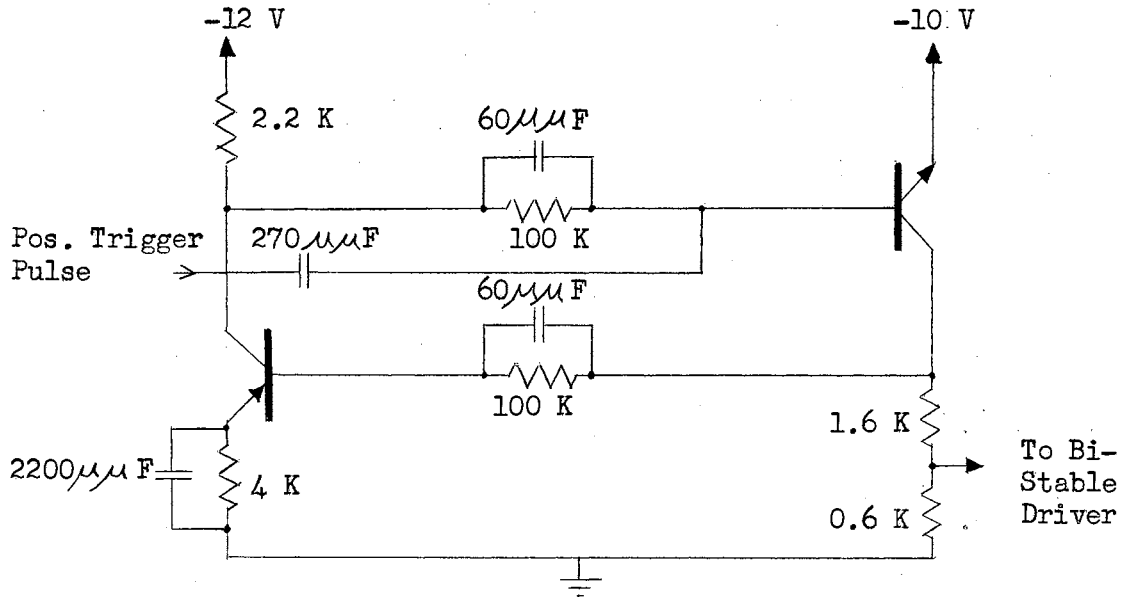 -12 V
-10 V
2.2 K
60μμF
100 K
Pos. Trigger
Pulse
270μμF
60μμF
100 K
2200μμF
4 K
1.6 K
0.6 K
To Bi-
Stable
Driver